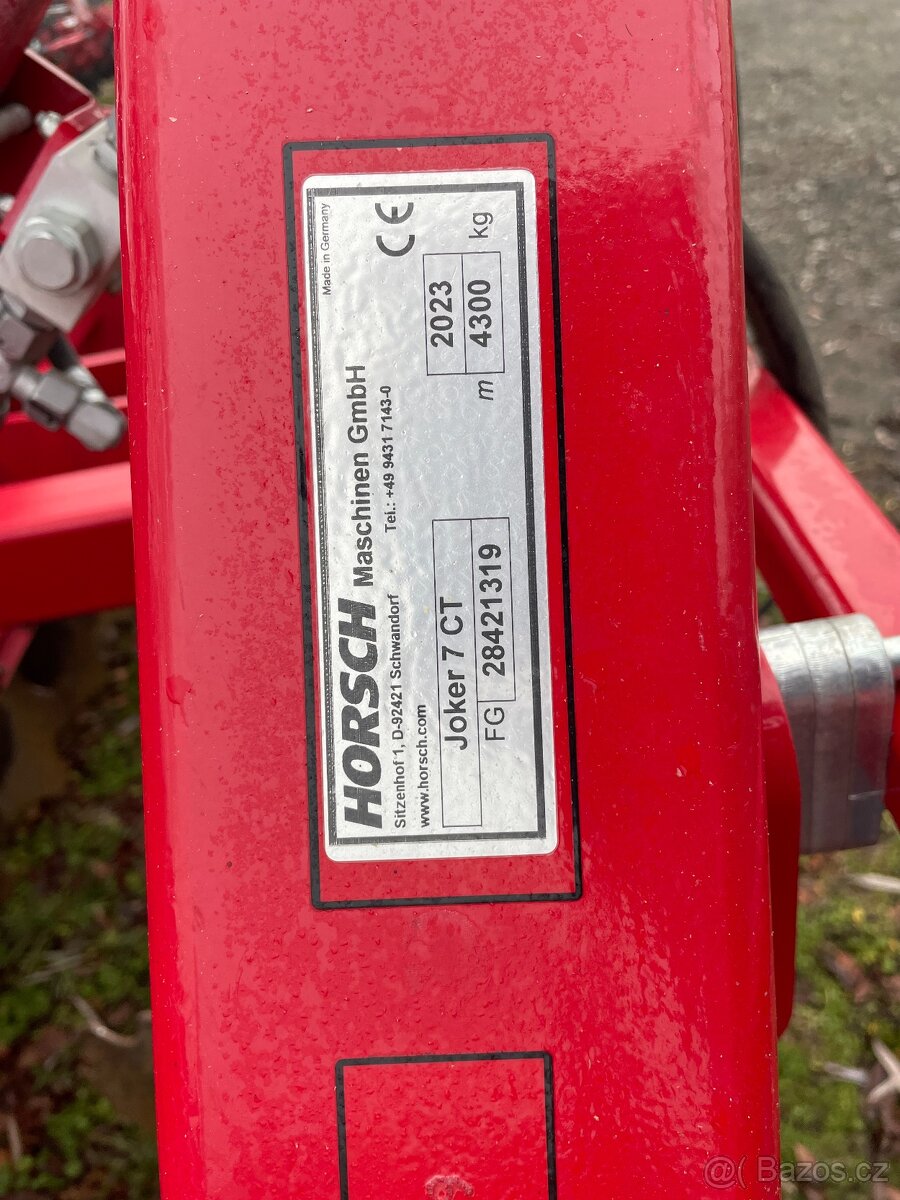 Made in Germany
HORSCH Maschinen GmbH
CE
Sitzenhof 1, D-92421 Schwandorf Tel.: +49 9431 7143-0
www.horsch.com
Joker 7 CT 2023
FG 28421319 m 4300 kg
@( Bazos.cz